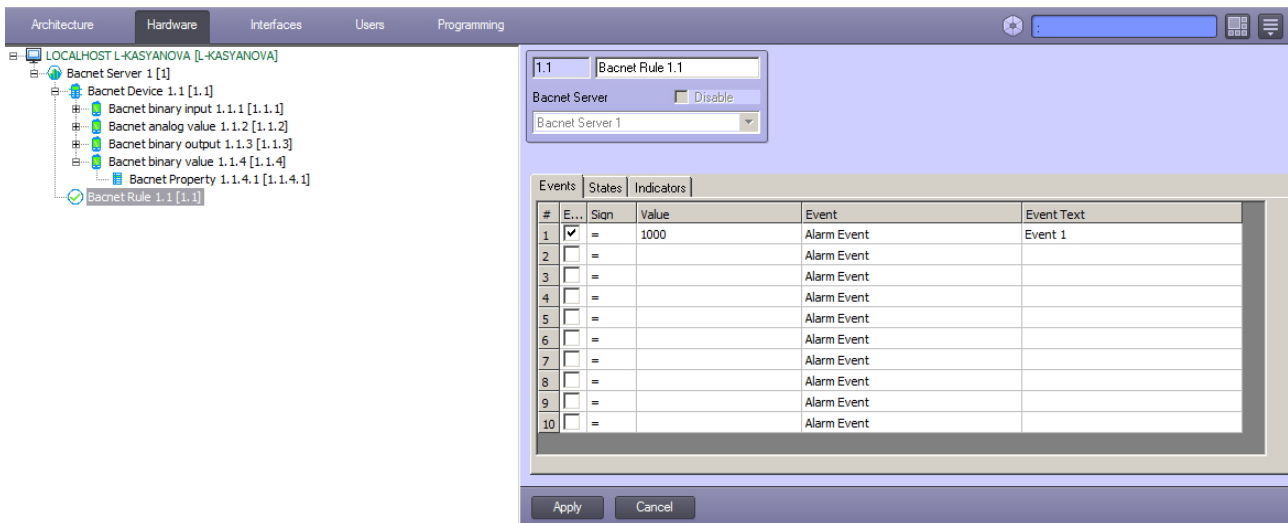 Architecture Hardware Interfaces Users Programming
:
LOCALHOST L-KASYANOVA [L-KASYANOVA]
Bacnet Server 1 [1]
Bacnet Device 1.1 [1.1]
Bacnet binary input 1.1.1 [1.1.1]
Bacnet analog value 1.1.2 [1.1.2]
Bacnet binary output 1.1.3 [1.1.3]
Bacnet binary value 1.1.4 [1.1.4]
Bacnet Property 1.1.4.1 [1.1.4.1]
Bacnet Rule 1.1 [1.1]
1.1 Bacnet Rule 1.1
Bacnet Server Disable
Bacnet Server 1
Events States Indicators
# E... Sign Value Event Event Text
1 = 1000 Alarm Event Event 1
2 = Alarm Event
3 = Alarm Event
4 = Alarm Event
5 = Alarm Event
6 = Alarm Event
7 = Alarm Event
8 = Alarm Event
9 = Alarm Event
10 = Alarm Event
Apply Cancel